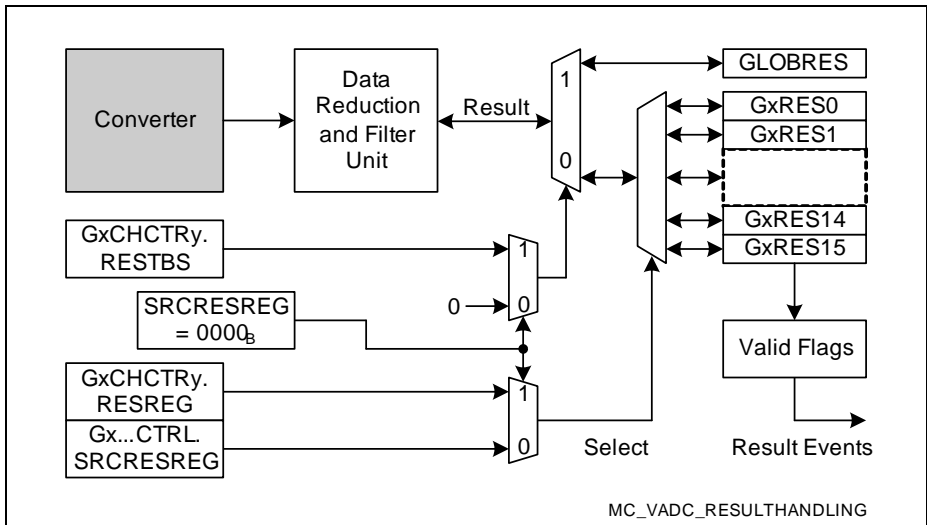 Converter
Data
Reduction
and Filter
Unit
Result
1
0
GLOBRES
GxRES0
GxRES1
GxRES14
GxRES15
GxCHCTRy.
RESTBS
1
0
0
SRCRESREG
= 0000B
Valid Flags
GxCHCTRy.
RESREG
Gx...CTRL.
SRCRESREG
1
0
Select
Result Events
MC_VADC_RESULTHANDLING